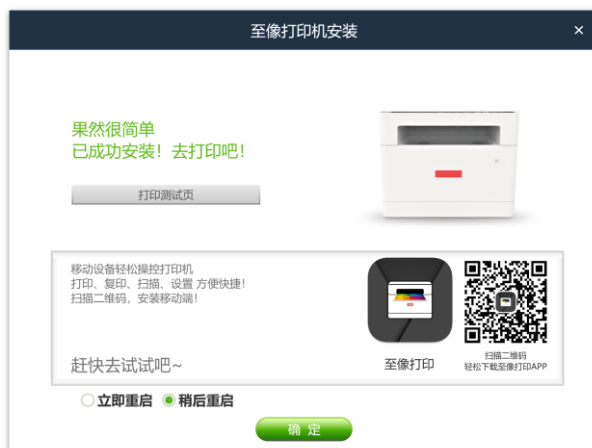 至像打印机安装
×
果然很简单
已成功安装！去打印吧！
打印测试页
移动设备轻松操控打印机
打印、复印、扫描、设置 方便快捷！
扫描二维码，安装移动端！
赶快去试试吧~
至像打印
扫描二维码
轻松下载至像打印APP
立即重启 稍后重启
确 定